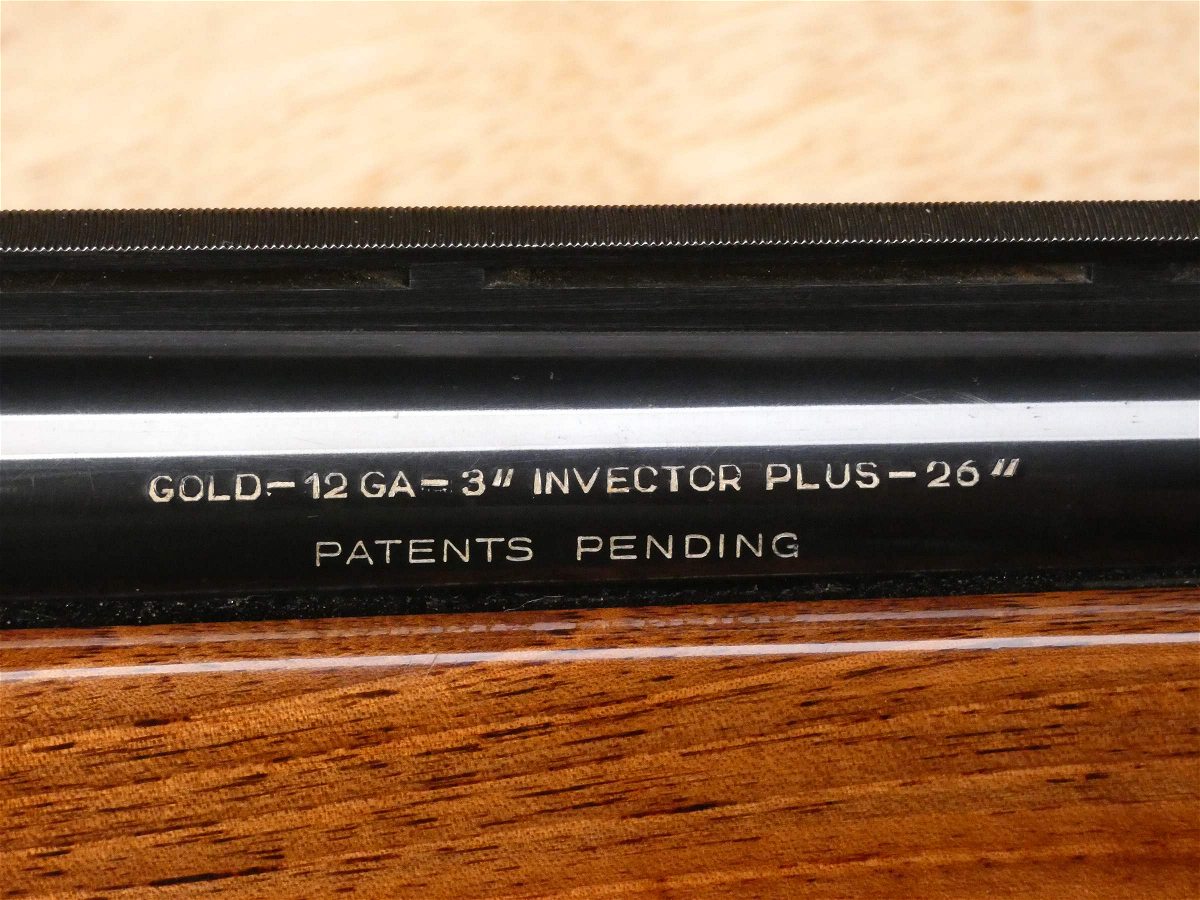 GOLD-12 GA-3" INVECTOR PLUS-26"
PATENTS PENDING